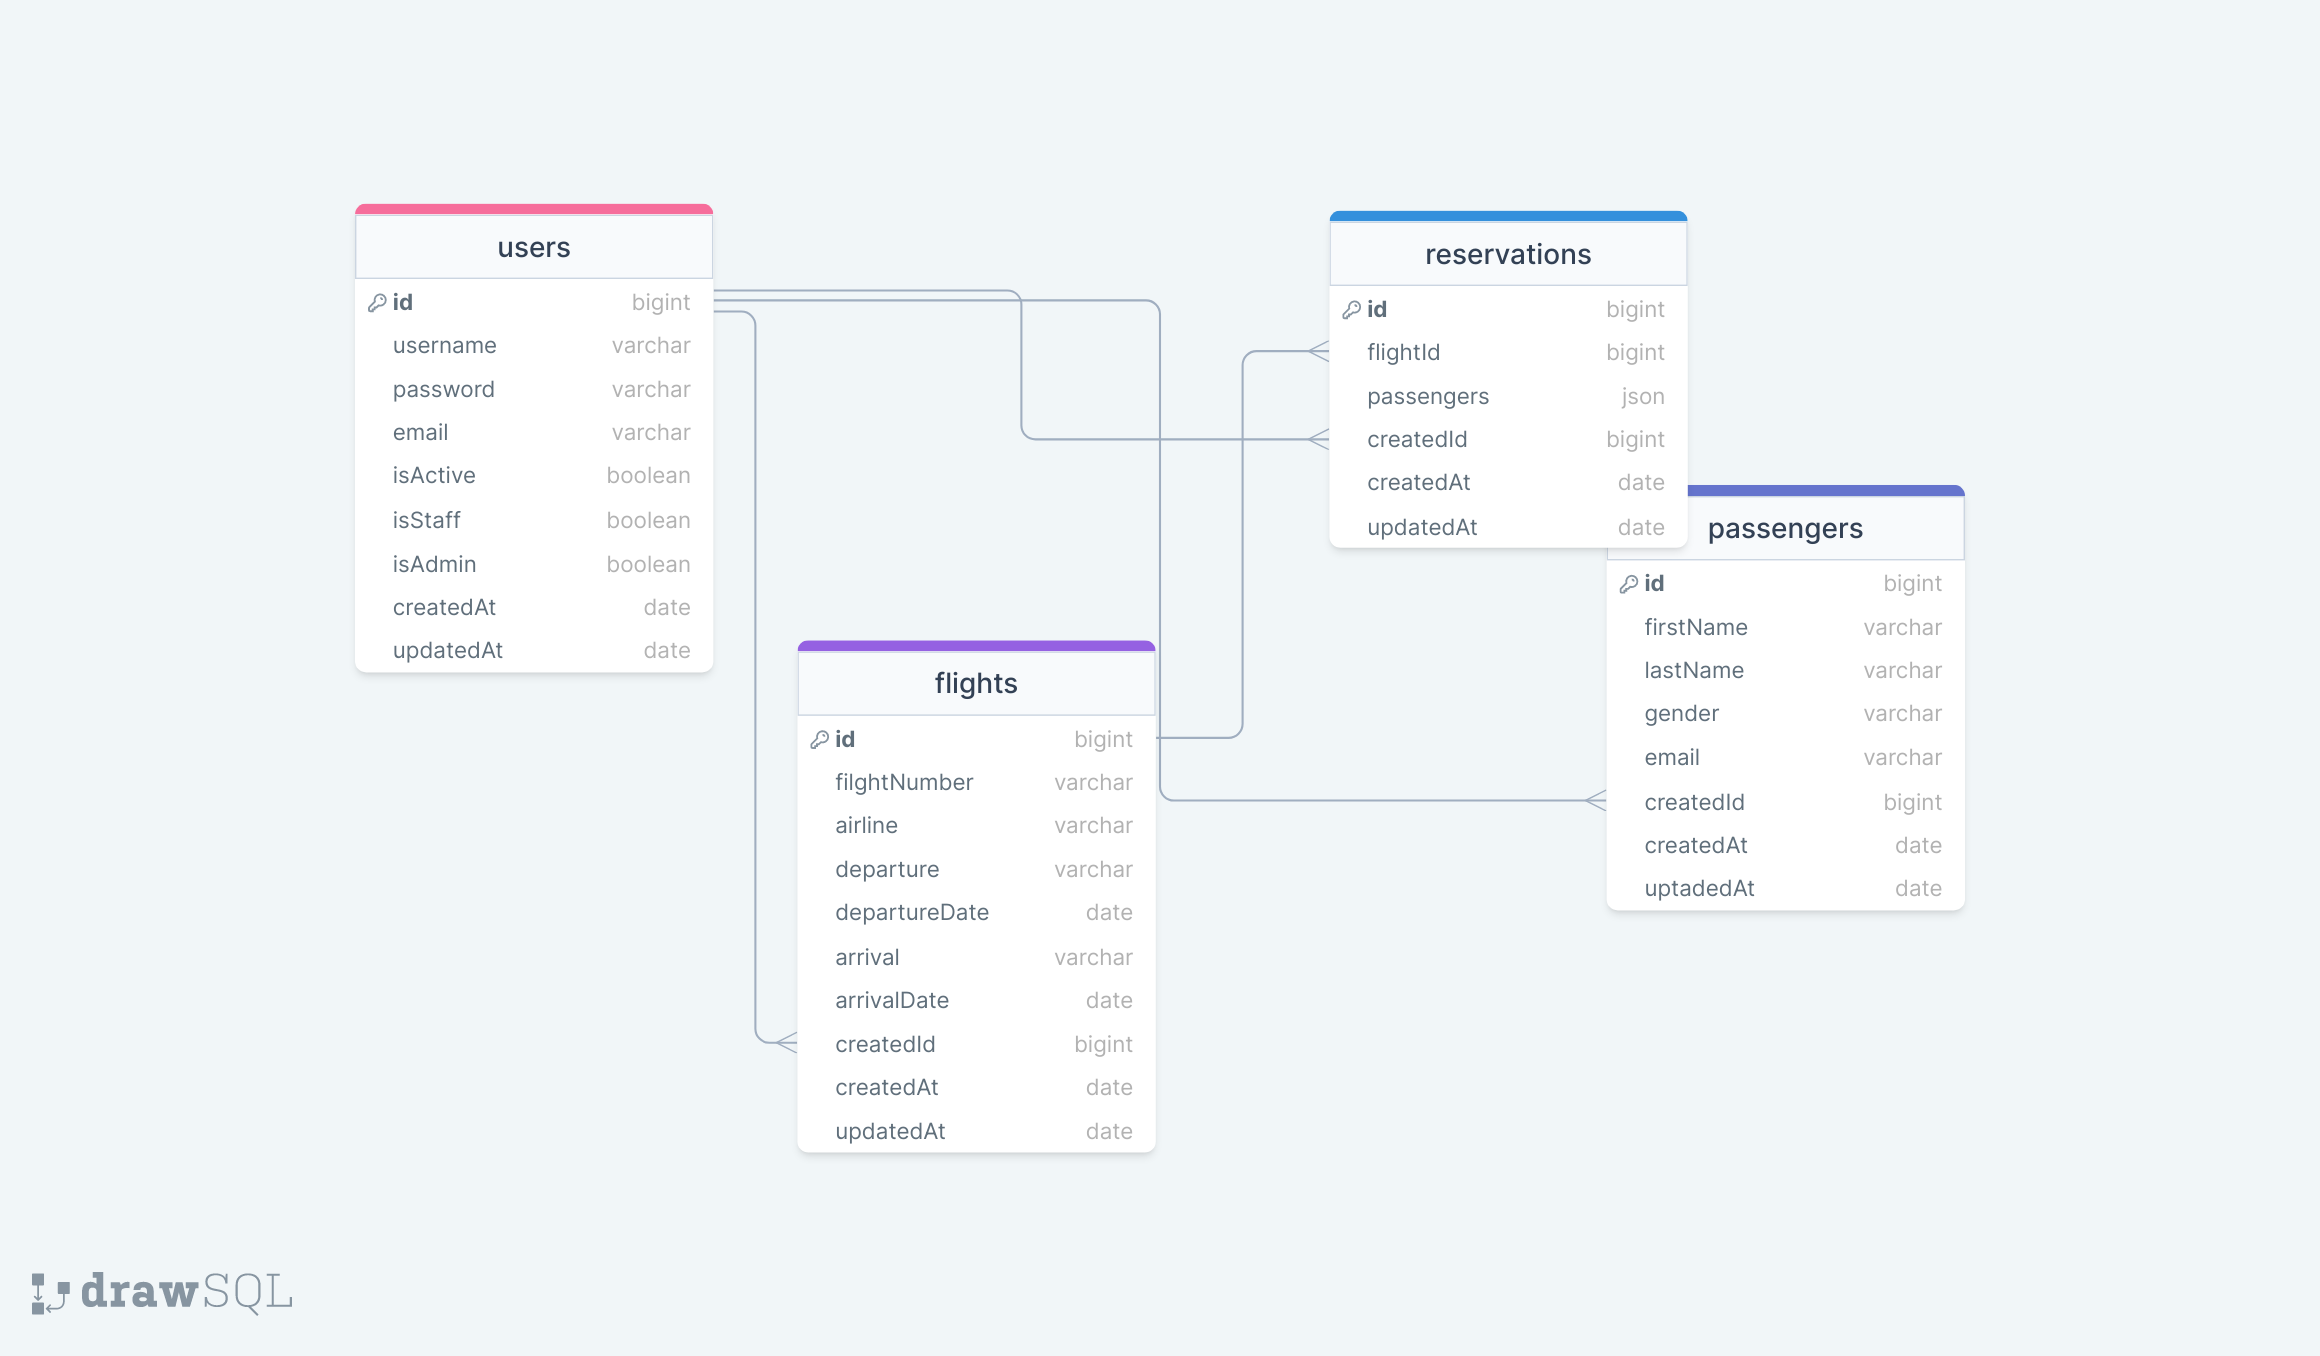 users
id bigint
username varchar
password varchar
email varchar
isActive boolean
isStaff boolean
isAdmin boolean
createdAt date
updatedAt date
reservations
id bigint
flightId bigint
passengers json
createdId bigint
createdAt date
updatedAt date
passengers
id bigint
firstName varchar
lastName varchar
gender varchar
email varchar
createdId bigint
createdAt date
uptadedAt date
flights
id bigint
filghtNumber varchar
airline varchar
departure varchar
departureDate date
arrival varchar
arrivalDate date
createdId bigint
createdAt date
updatedAt date
drawSQL